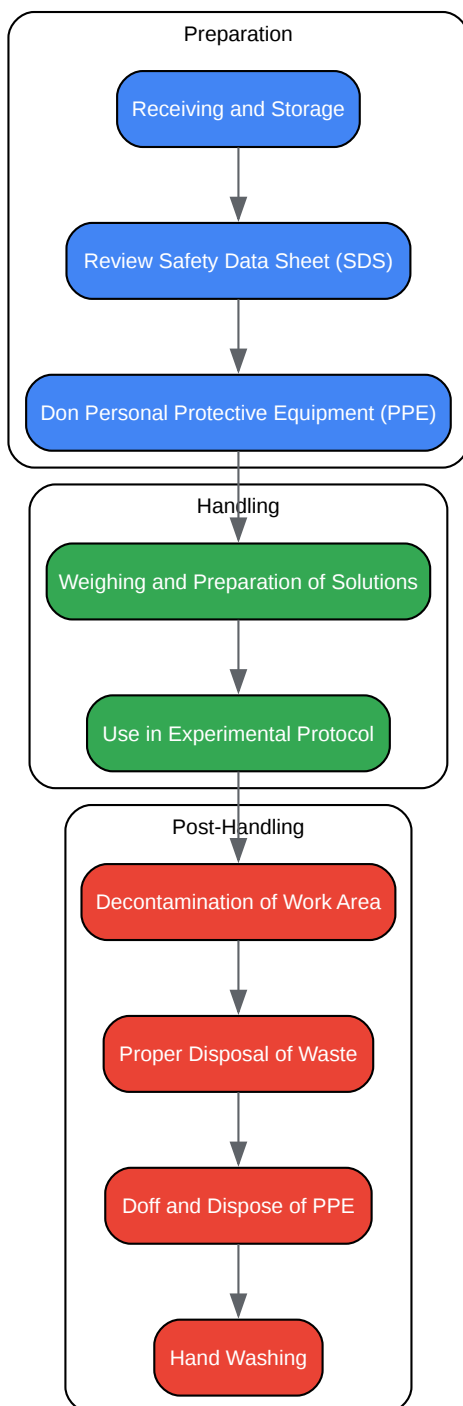 Preparation
Receiving and Storage
Review Safety Data Sheet (SDS)
Don Personal Protective Equipment (PPE)
Handling
Weighing and Preparation of Solutions
Use in Experimental Protocol
Post-Handling
Decontamination of Work Area
Proper Disposal of Waste
Doff and Dispose of PPE
Hand Washing